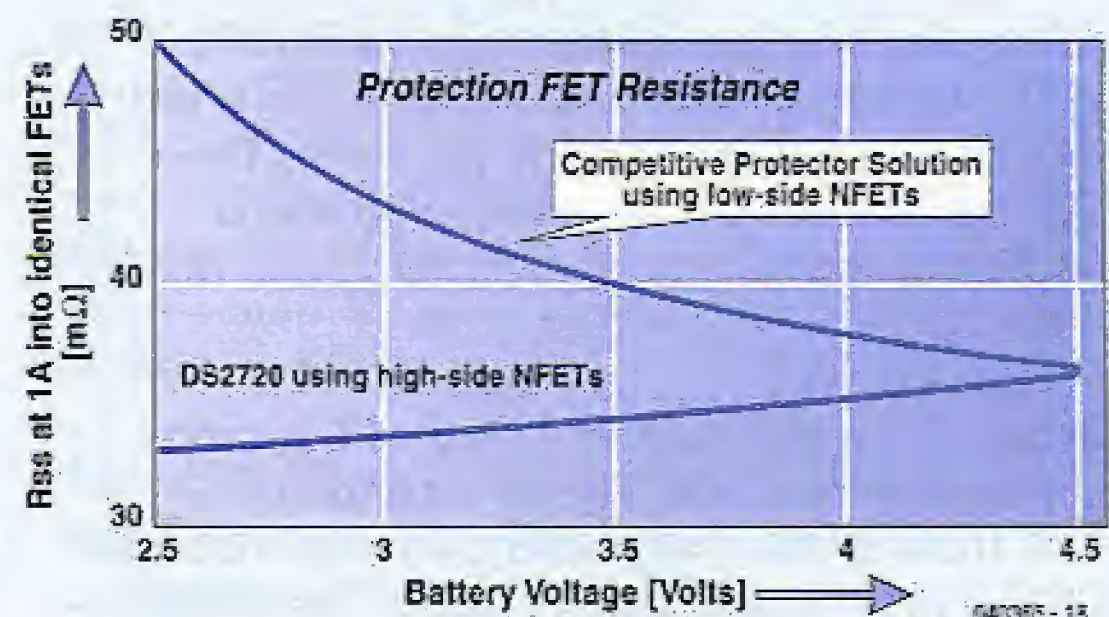 Protection FET Resistance
Competitive Protector Solution
using low-side NFETs
DS2720 using high-side NFETs
Rss at 1A into identical FETs
[mΩ]
50
40
30
2.5
3
3.5
4
4.5
Battery Voltage [Volts]